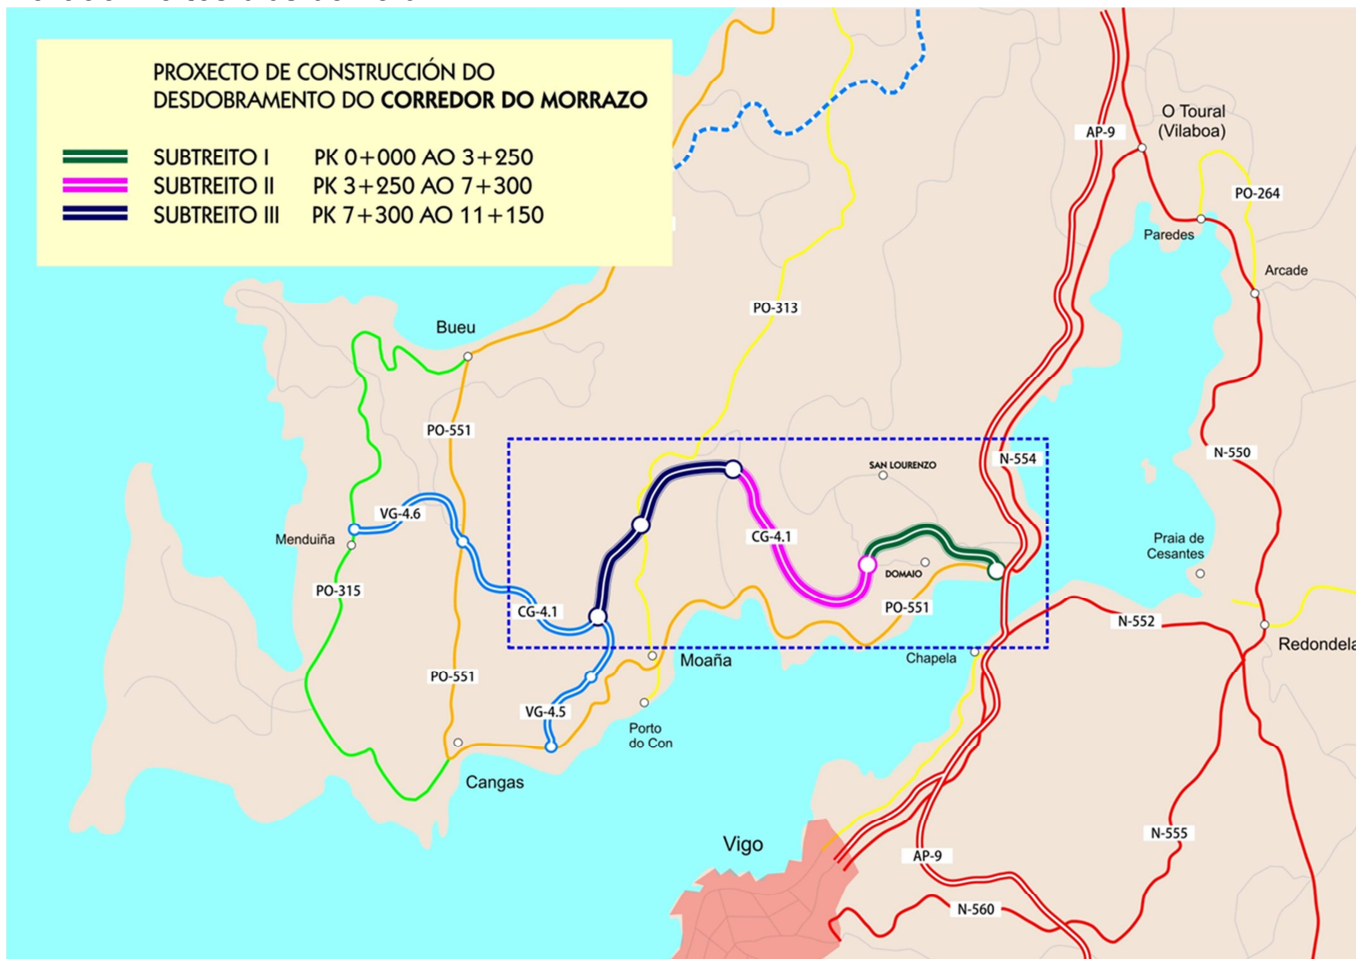 PROXECTO DE CONSTRUCCIÓN DO
DESDOBRAMENTO DO CORREDOR DO MORRAZO
SUBTREITO I PK 0+000 AO 3+250
SUBTREITO II PK 3+250 AO 7+300
SUBTREITO III PK 7+300 AO 11+150
O Toural
(Vilaboa)
AP-9
PO-264
Paredes
Arcade
PO-313
Bueu
PO-551
N-550
N-554
SAN LOURENZO
VG-4.6
CG-4.1
Menduiña
Praia de
Cesantes
DOMAIO
PO-315
CG-4.1
PO-551
N-552
Redondela
Chapela
Moaña
PO-551
VG-4.5
Porto
do Con
Cangas
N-555
Vigo
AP-9
N-560